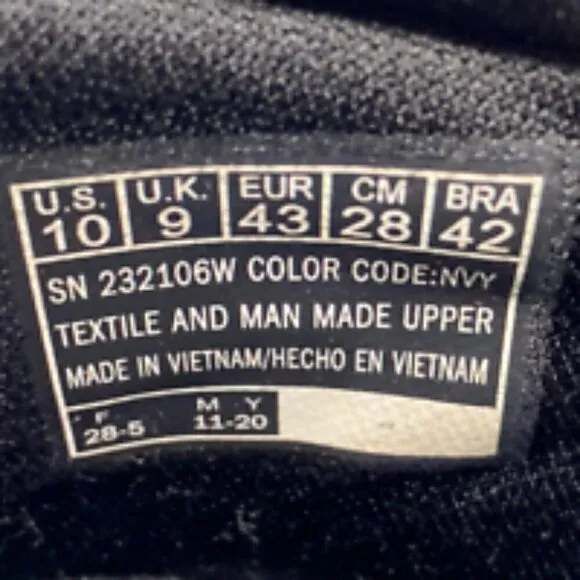 U.S. U.K. EUR CM BRA
10 9 43 28 42
SN 232106W COLOR CODE:NVY
TEXTILE AND MAN MADE UPPER
MADE IN VIETNAM/HECHO EN VIETNAM
F M Y
28-5 11-20